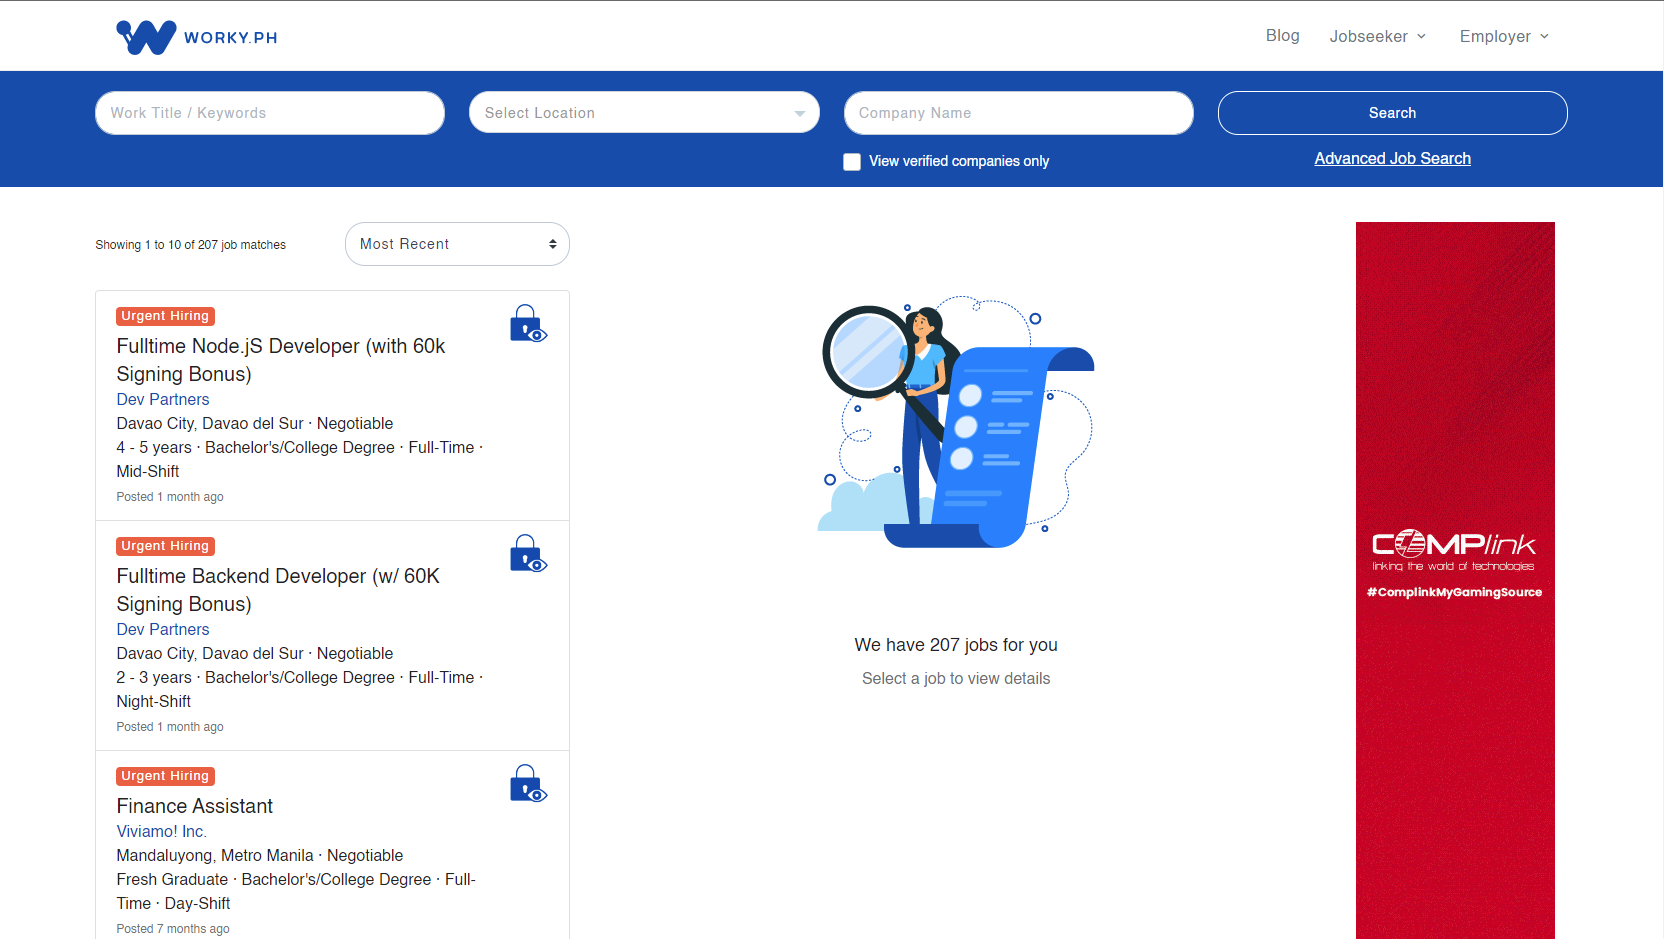 WORKY.PH
Blog
Jobseeker
Employer
Work Title / Keywords
Select Location
Company Name
Search
View verified companies only
Advanced Job Search
Showing 1 to 10 of 207 job matches
Most Recent
Urgent Hiring
Fulltime Node.jS Developer (with 60k
Signing Bonus)
Dev Partners
Davao City, Davao del Sur · Negotiable
4 - 5 years · Bachelor's/College Degree · Full-Time ·
Mid-Shift
Posted 1 month ago
Urgent Hiring
Fulltime Backend Developer (w/ 60K
Signing Bonus)
Dev Partners
Davao City, Davao del Sur · Negotiable
2 - 3 years · Bachelor's/College Degree · Full-Time ·
Night-Shift
Posted 1 month ago
Urgent Hiring
Finance Assistant
Viviamo! Inc.
Mandaluyong, Metro Manila · Negotiable
Fresh Graduate · Bachelor's/College Degree · Full-
Time · Day-Shift
Posted 7 months ago
We have 207 jobs for you
Select a job to view details
COMPlink
linking the world of technologies
#ComplinkMyGamingSource